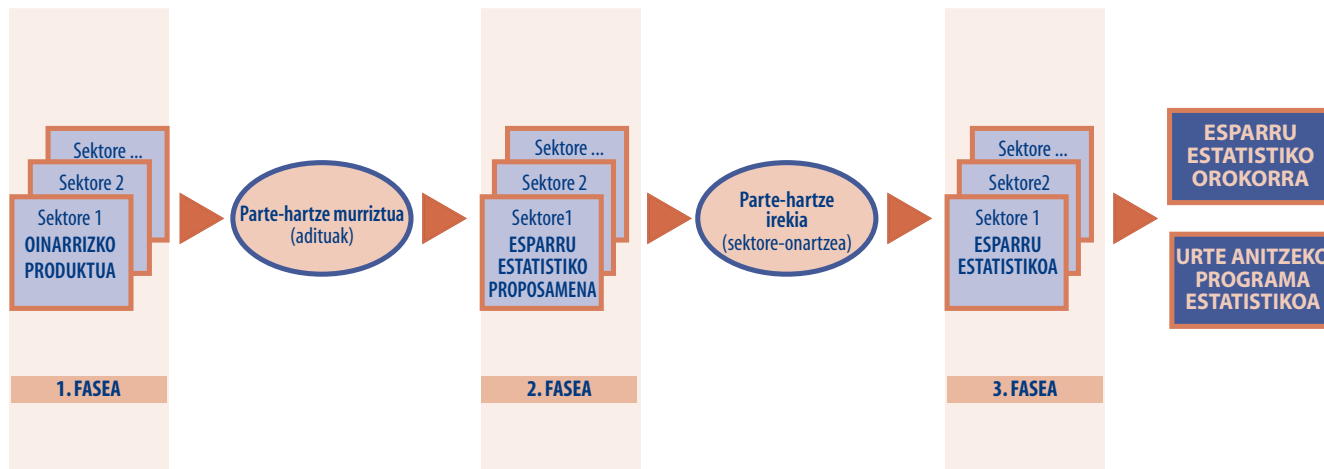 Sektore ...
Sektore 2
Sektore 1
OINARRIZKO
PRODUKTUA
1. FASEA
Parte-hartze murriztua
(adituak)
Sektore ...
Sektore 2
Sektore1
ESPARRU
ESTATISTIKO
PROPOSAMENA
2. FASEA
Parte-hartze
irekia
(sektore-onartzea)
Sektore ...
Sektore2
Sektore 1
ESPARRU
ESTATISTIKOA
3. FASEA
ESPARRU
ESTATISTIKO
OROKORRA
URTE ANITZEKO
PROGRAMA
ESTATISTIKOA